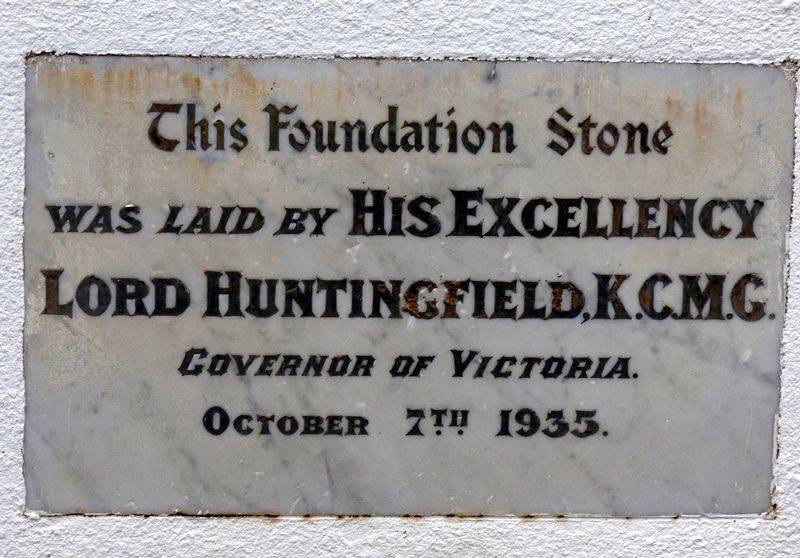 This Foundation Stone
WAS LAID BY HIS EXCELLENCY
LORD HUNTINGFIELD, K.C.M.G.
GOVERNOR OF VICTORIA.
OCTOBER 7TH 1935.